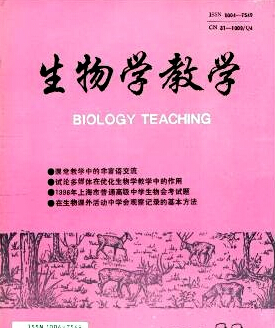 ISSN 1004-7549
CN 31-1009/G4
生物学教学
BIOLOGY TEACHING
●课堂教学中的非言语交流
●试论多媒体在优化生物学教学中的作用
●1998年上海市普通高级中学生物会考试题
●在生物课外活动中学会观察记录的基本方法
ISSN 1004-7549